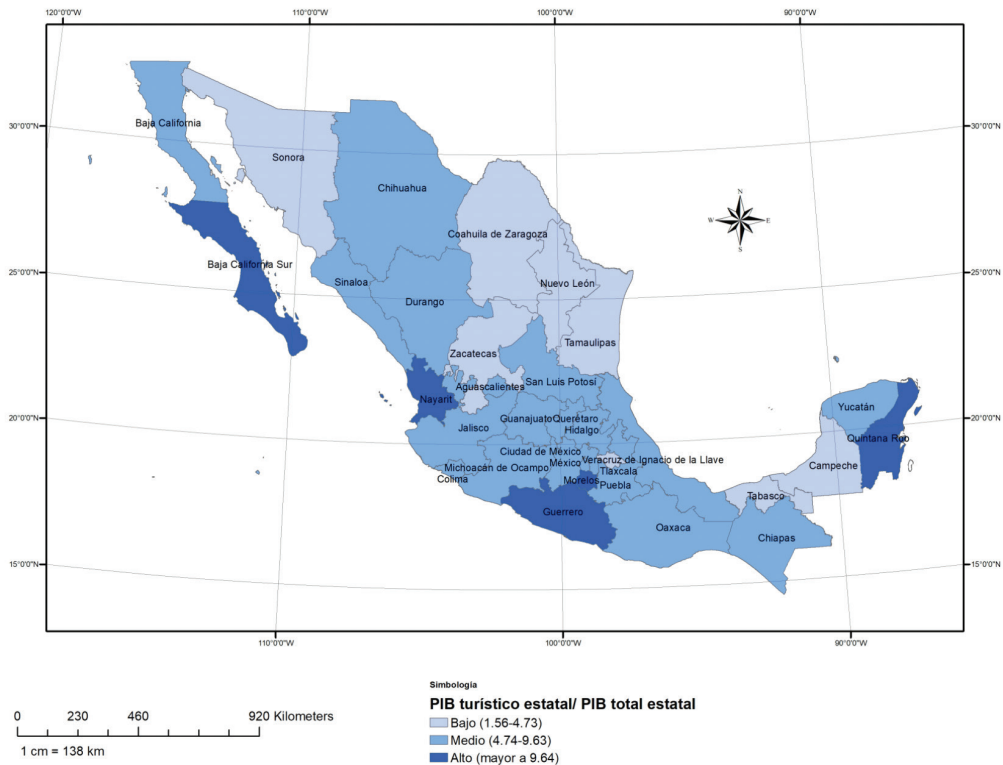 120°0'0"W 110°0'0"W 100°0'0"W 90°0'0"W
30°0'0"N 30°0'0"N
Baja California
Sonora
Chihuahua
N
W E
S
Coahuila de Zaragoza
25°0'0"N 25°0'0"N
Baja California Sur
Sinaloa
Nuevo León
Durango
Tamaulipas
Zacatecas
San Luis Potosí
Aguascalientes
Nayarit
Yucatán
20°0'0"N 20°0'0"N
Guanajuato
Querétaro
Jalisco
Hidalgo
Quintana Roo
Ciudad de México
Veracruz de Ignacio de la Llave
México
Campeche
Michoacán de Ocampo
Tlaxcala
Colima
Morelos
Puebla
Tabasco
Guerrero
Oaxaca
Chiapas
15°0'0"N 15°0'0"N
110°0'0"W 100°0'0"W 90°0'0"W
Simbología
PIB turístico estatal/ PIB total estatal
0 230 460 920 Kilometers
Bajo (1.56-4.73)
Medio (4.74-9.63)
1 cm = 138 km
Alto (mayor a 9.64)